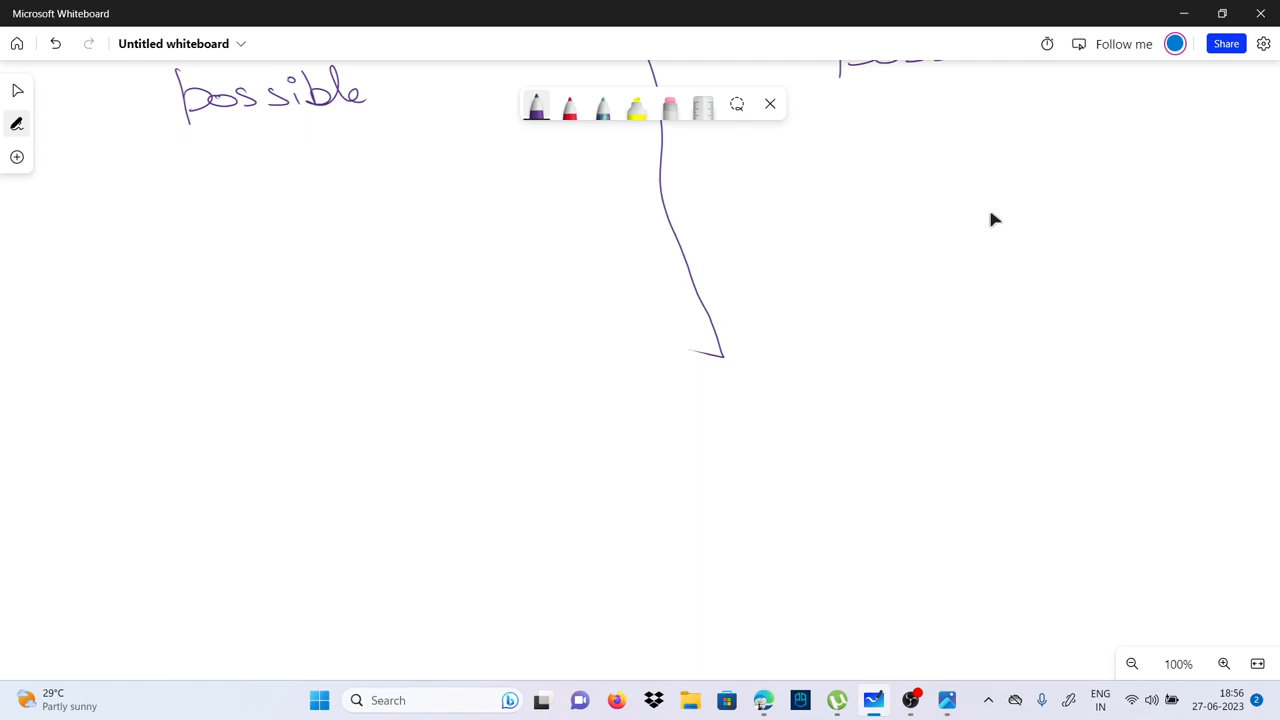 Microsoft Whiteboard
Untitled whiteboard
Follow me
Share
possible
100%
29°C
Partly sunny
Search
ENG
IN
18:56
27-06-2023
2